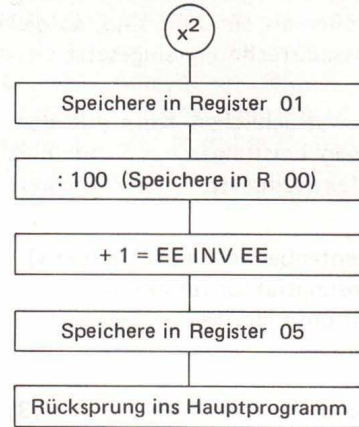 x²
Speichere in Register 01
: 100 (Speichere in R 00)
+ 1 = EE INV EE
Speichere in Register 05
Rücksprung ins Hauptprogramm